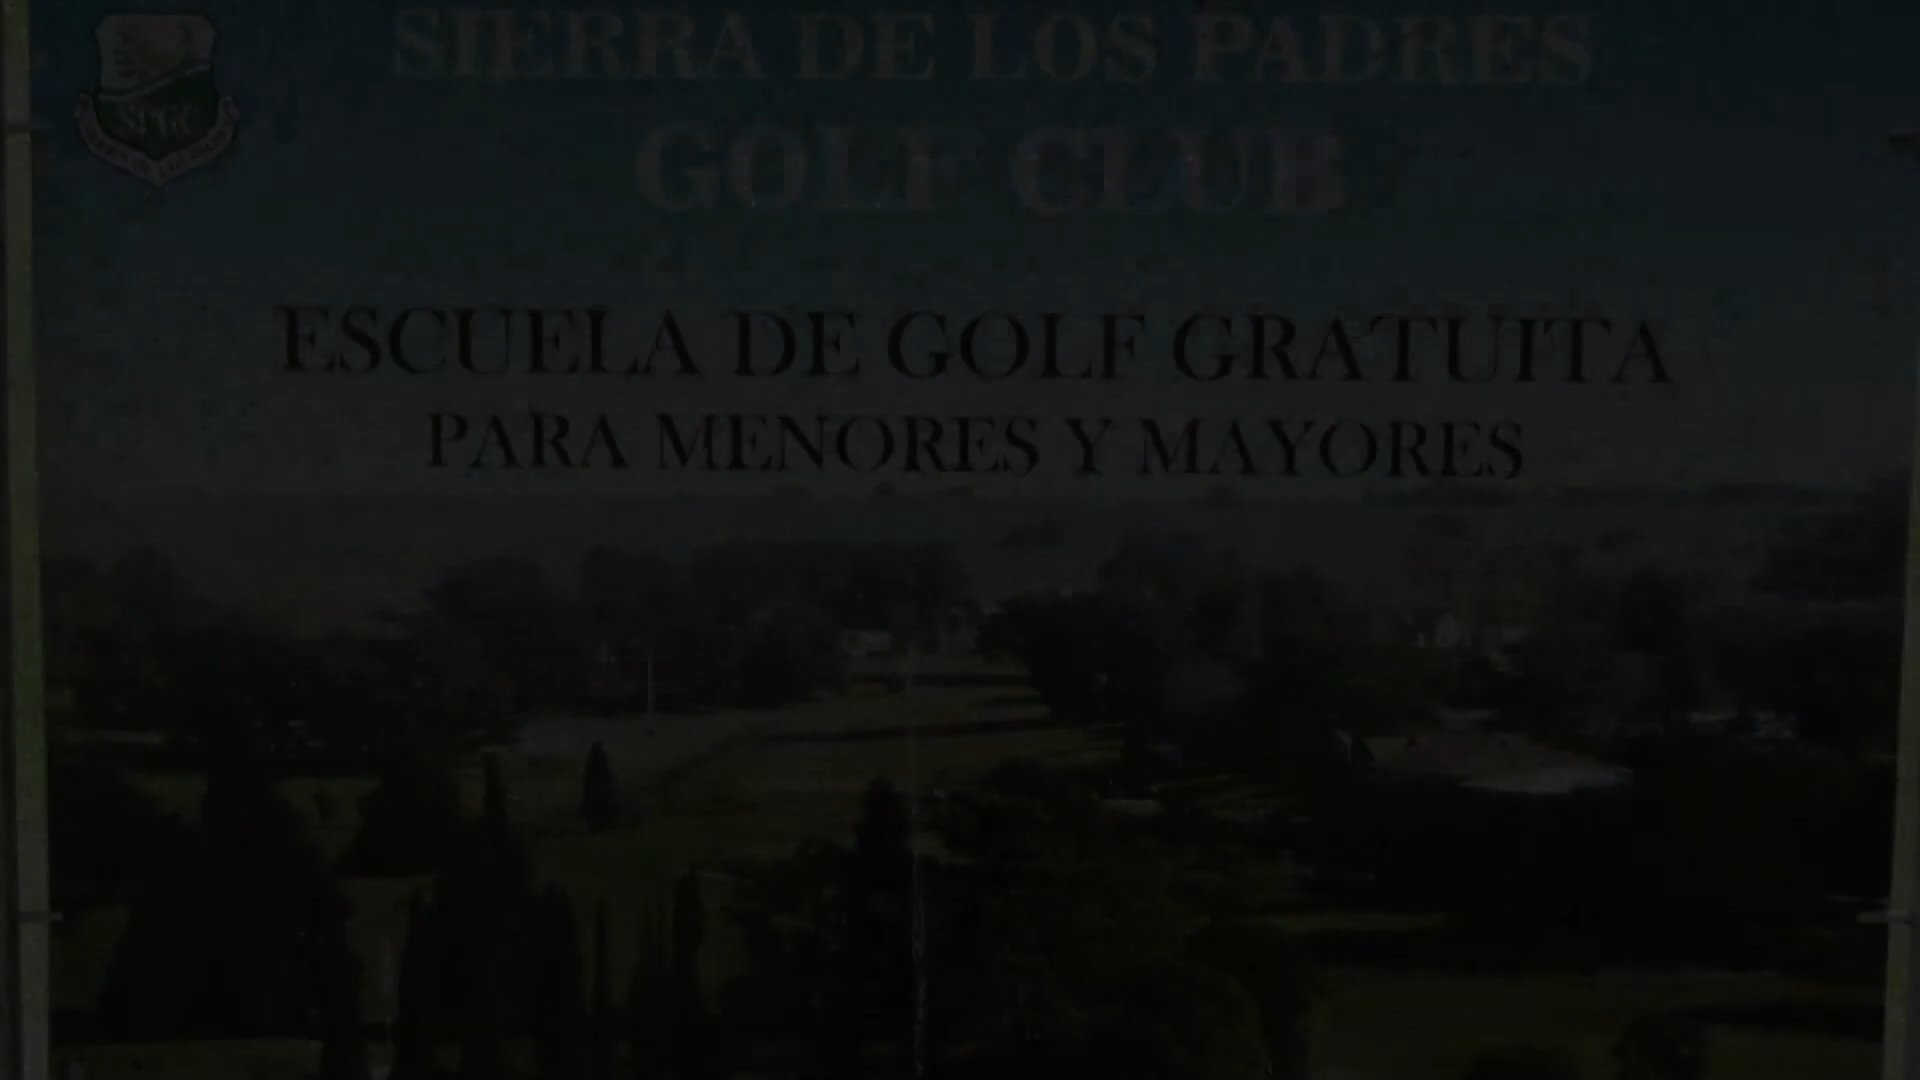 SIERRA DE LOS PADRES
GOLF CLUB
ESCUELA DE GOLF GRATUITA
PARA MENORES Y MAYORES